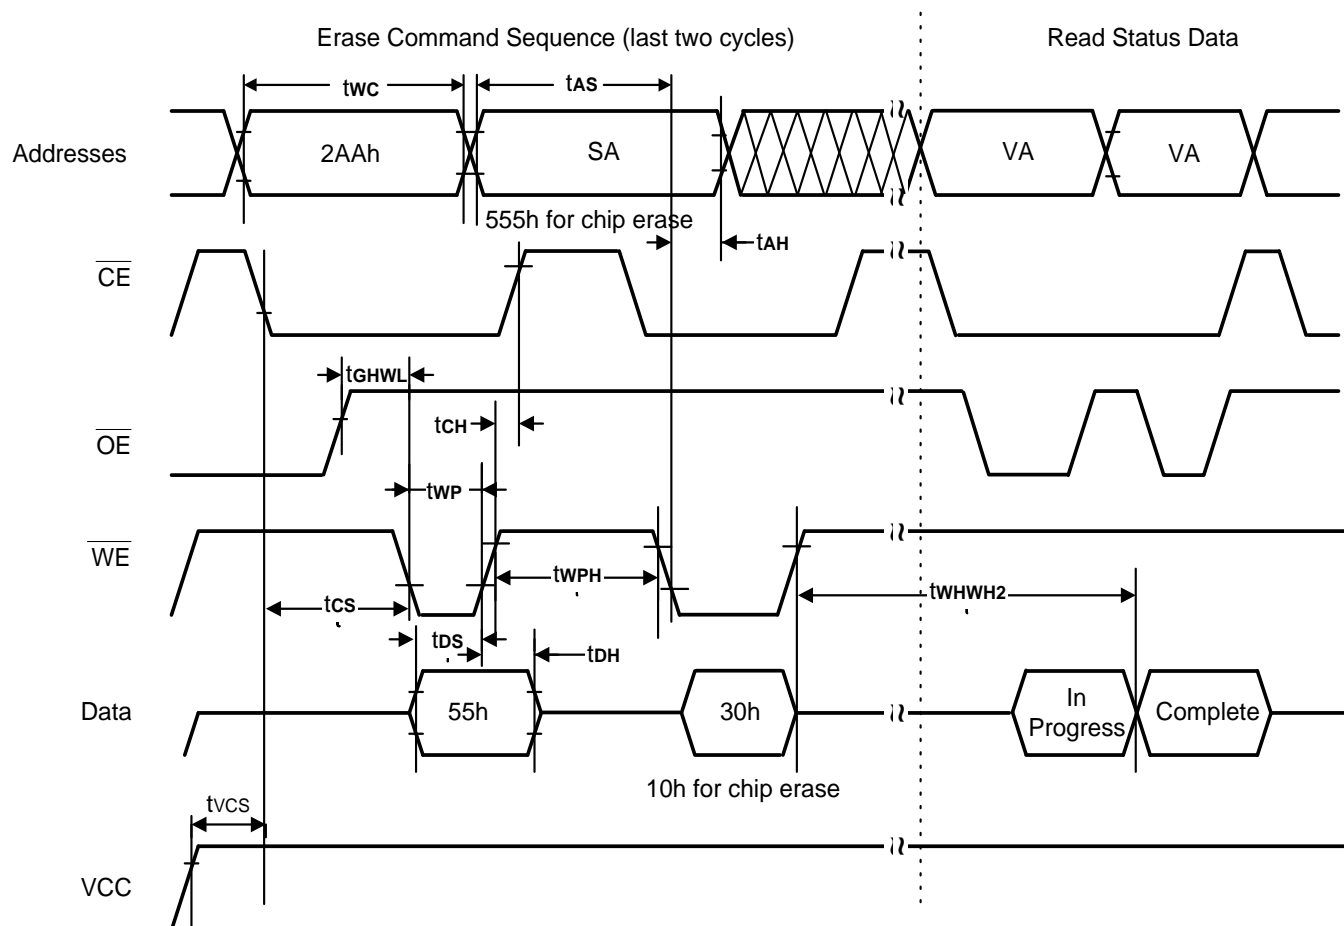 Erase Command Sequence (last two cycles)
Read Status Data
tWC
tAS
Addresses
2AAh
SA
VA
VA
555h for chip erase
tAH
CE
tGHWL
OE
tCH
tWP
WE
tWPH
tCS
tWHWH2
tDS
tDH
Data
55h
30h
In
Progress
Complete
10h for chip erase
tVCS
VCC